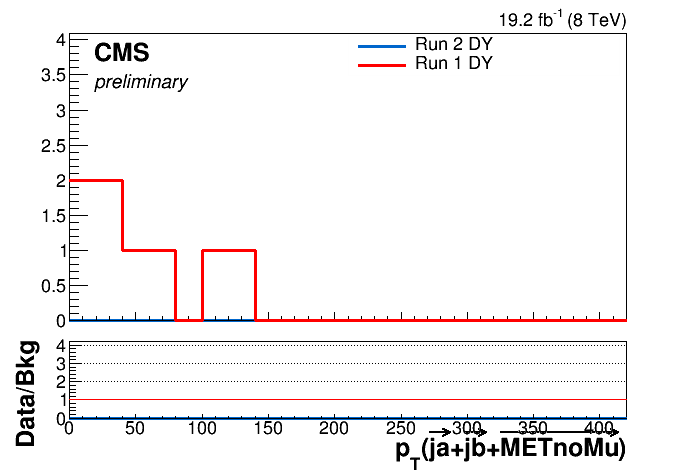 19.2 fb-1 (8 TeV)
CMS
preliminary
Run 2 DY
Run 1 DY
4
3.5
3
2.5
2
1.5
1
0.5
0
Data/Bkg
4
3
2
1
0
0 50 100 150 200 250 300 350 400
pT(ja+jb+METnoMu)